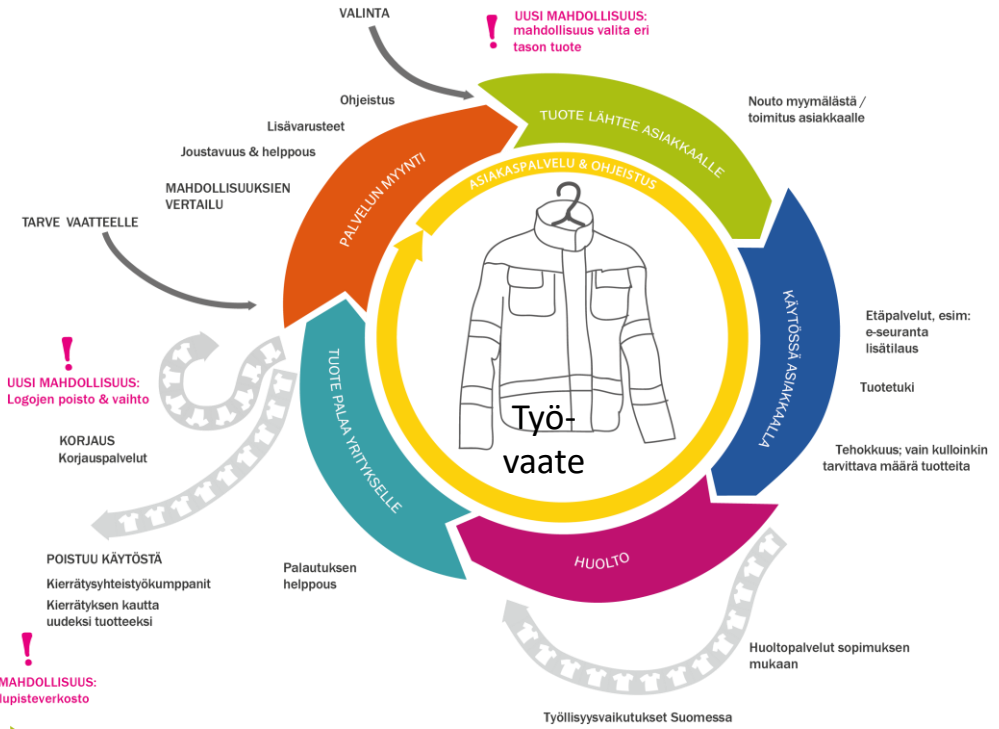 VALINTA
UUSI MAHDOLLISUUS:
mahdollisuus valita eri
tason tuote
Ohjeistus
Lisävarusteet
Joustavuus & helppous
MAHDOLLISUUKSIEN
VERTAILU
TARVE VAATTEELLE
PALVELUN MYYNTI
TUOTE LÄHTEE ASIAKKAALLE
Nouto myymälästä /
toimitus asiakkaalle
ASIAKASPALVELU & OHJEISTUS
KÄYTÖSSÄ ASIAKKAALLA
Etäpalvelut, esim:
e-seuranta
lisätilaus
Tuotetuki
Tehokkuus; vain kulloinkin
tarvittava määrä tuotteita
Työ-
vaate
HUOLTO
Huoltopalvelut sopimuksen
mukaan
Työllisyysvaikutukset Suomessa
TUOTE PALAA YRITYKSELLE
Palautuksen
helppous
UUSI MAHDOLLISUUS:
Logojen poisto & vaihto
KORJAUS
Korjauspalvelut
POISTUU KÄYTÖSTÄ
Kierrätysyhteistyökumppanit
Kierrätyksen kautta
uudeksi tuotteeksi
MAHDOLLISUUS: